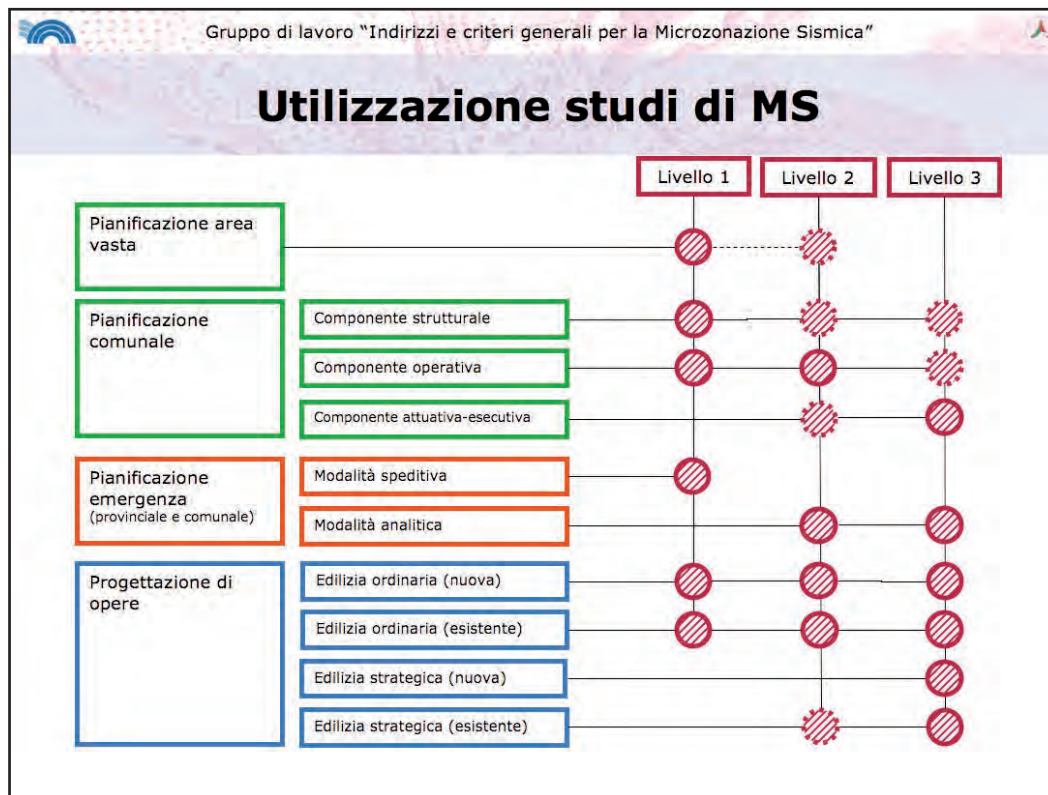 Gruppo di lavoro “Indirizzi e criteri generali per la Microzonazione Sismica”
Utilizzazione studi di MS
Livello 1
Livello 2
Livello 3
Pianificazione area
vasta
Pianificazione
comunale
Componente strutturale
Componente operativa
Componente attuativa-esecutiva
Pianificazione
emergenza
(provinciale e comunale)
Modalità speditiva
Modalità analitica
Progettazione di
opere
Edilizia ordinaria (nuova)
Edilizia ordinaria (esistente)
Edilizia strategica (nuova)
Edilizia strategica (esistente)